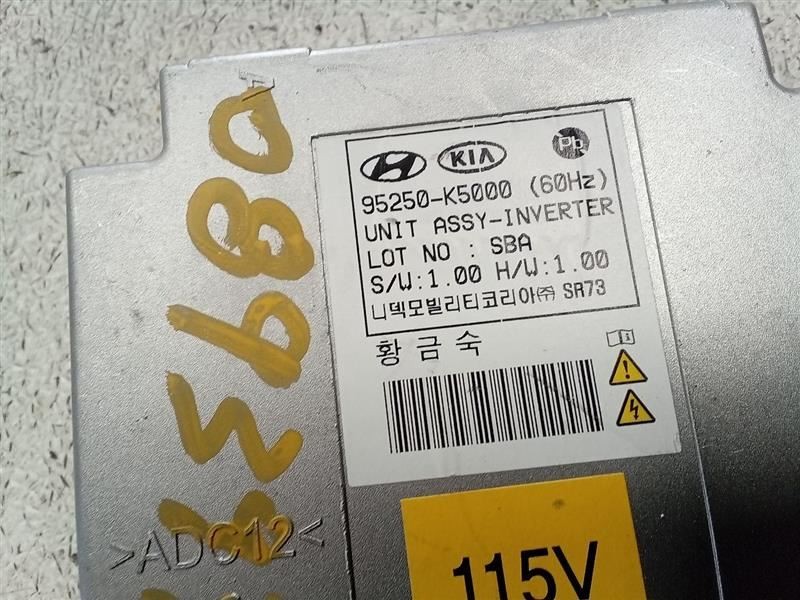 KIA Pb
95250-K5000 (60Hz)
UNIT ASSY-INVERTER
LOT NO : SBA
S/W:1.00 H/W:1.00
니덱모빌리티코리아㈜ SR73
황금숙
115V
>ADC12<